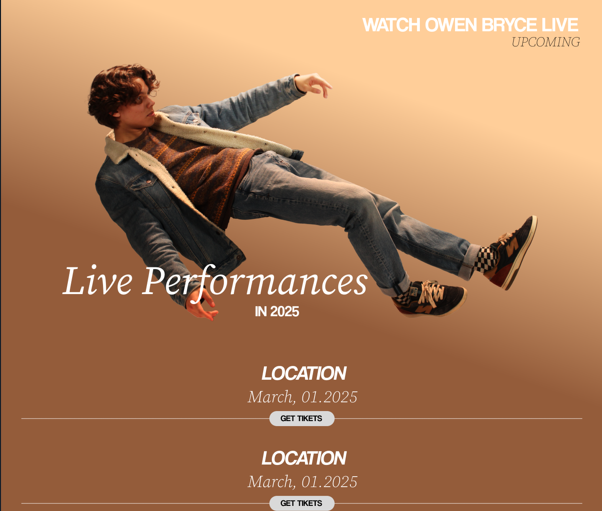 WATCH OWEN BRYCE LIVE
UPCOMING
Live Performances
IN 2025
LOCATION
March, 01.2025
GET TIKETS
LOCATION
March, 01.2025
GET TIKETS